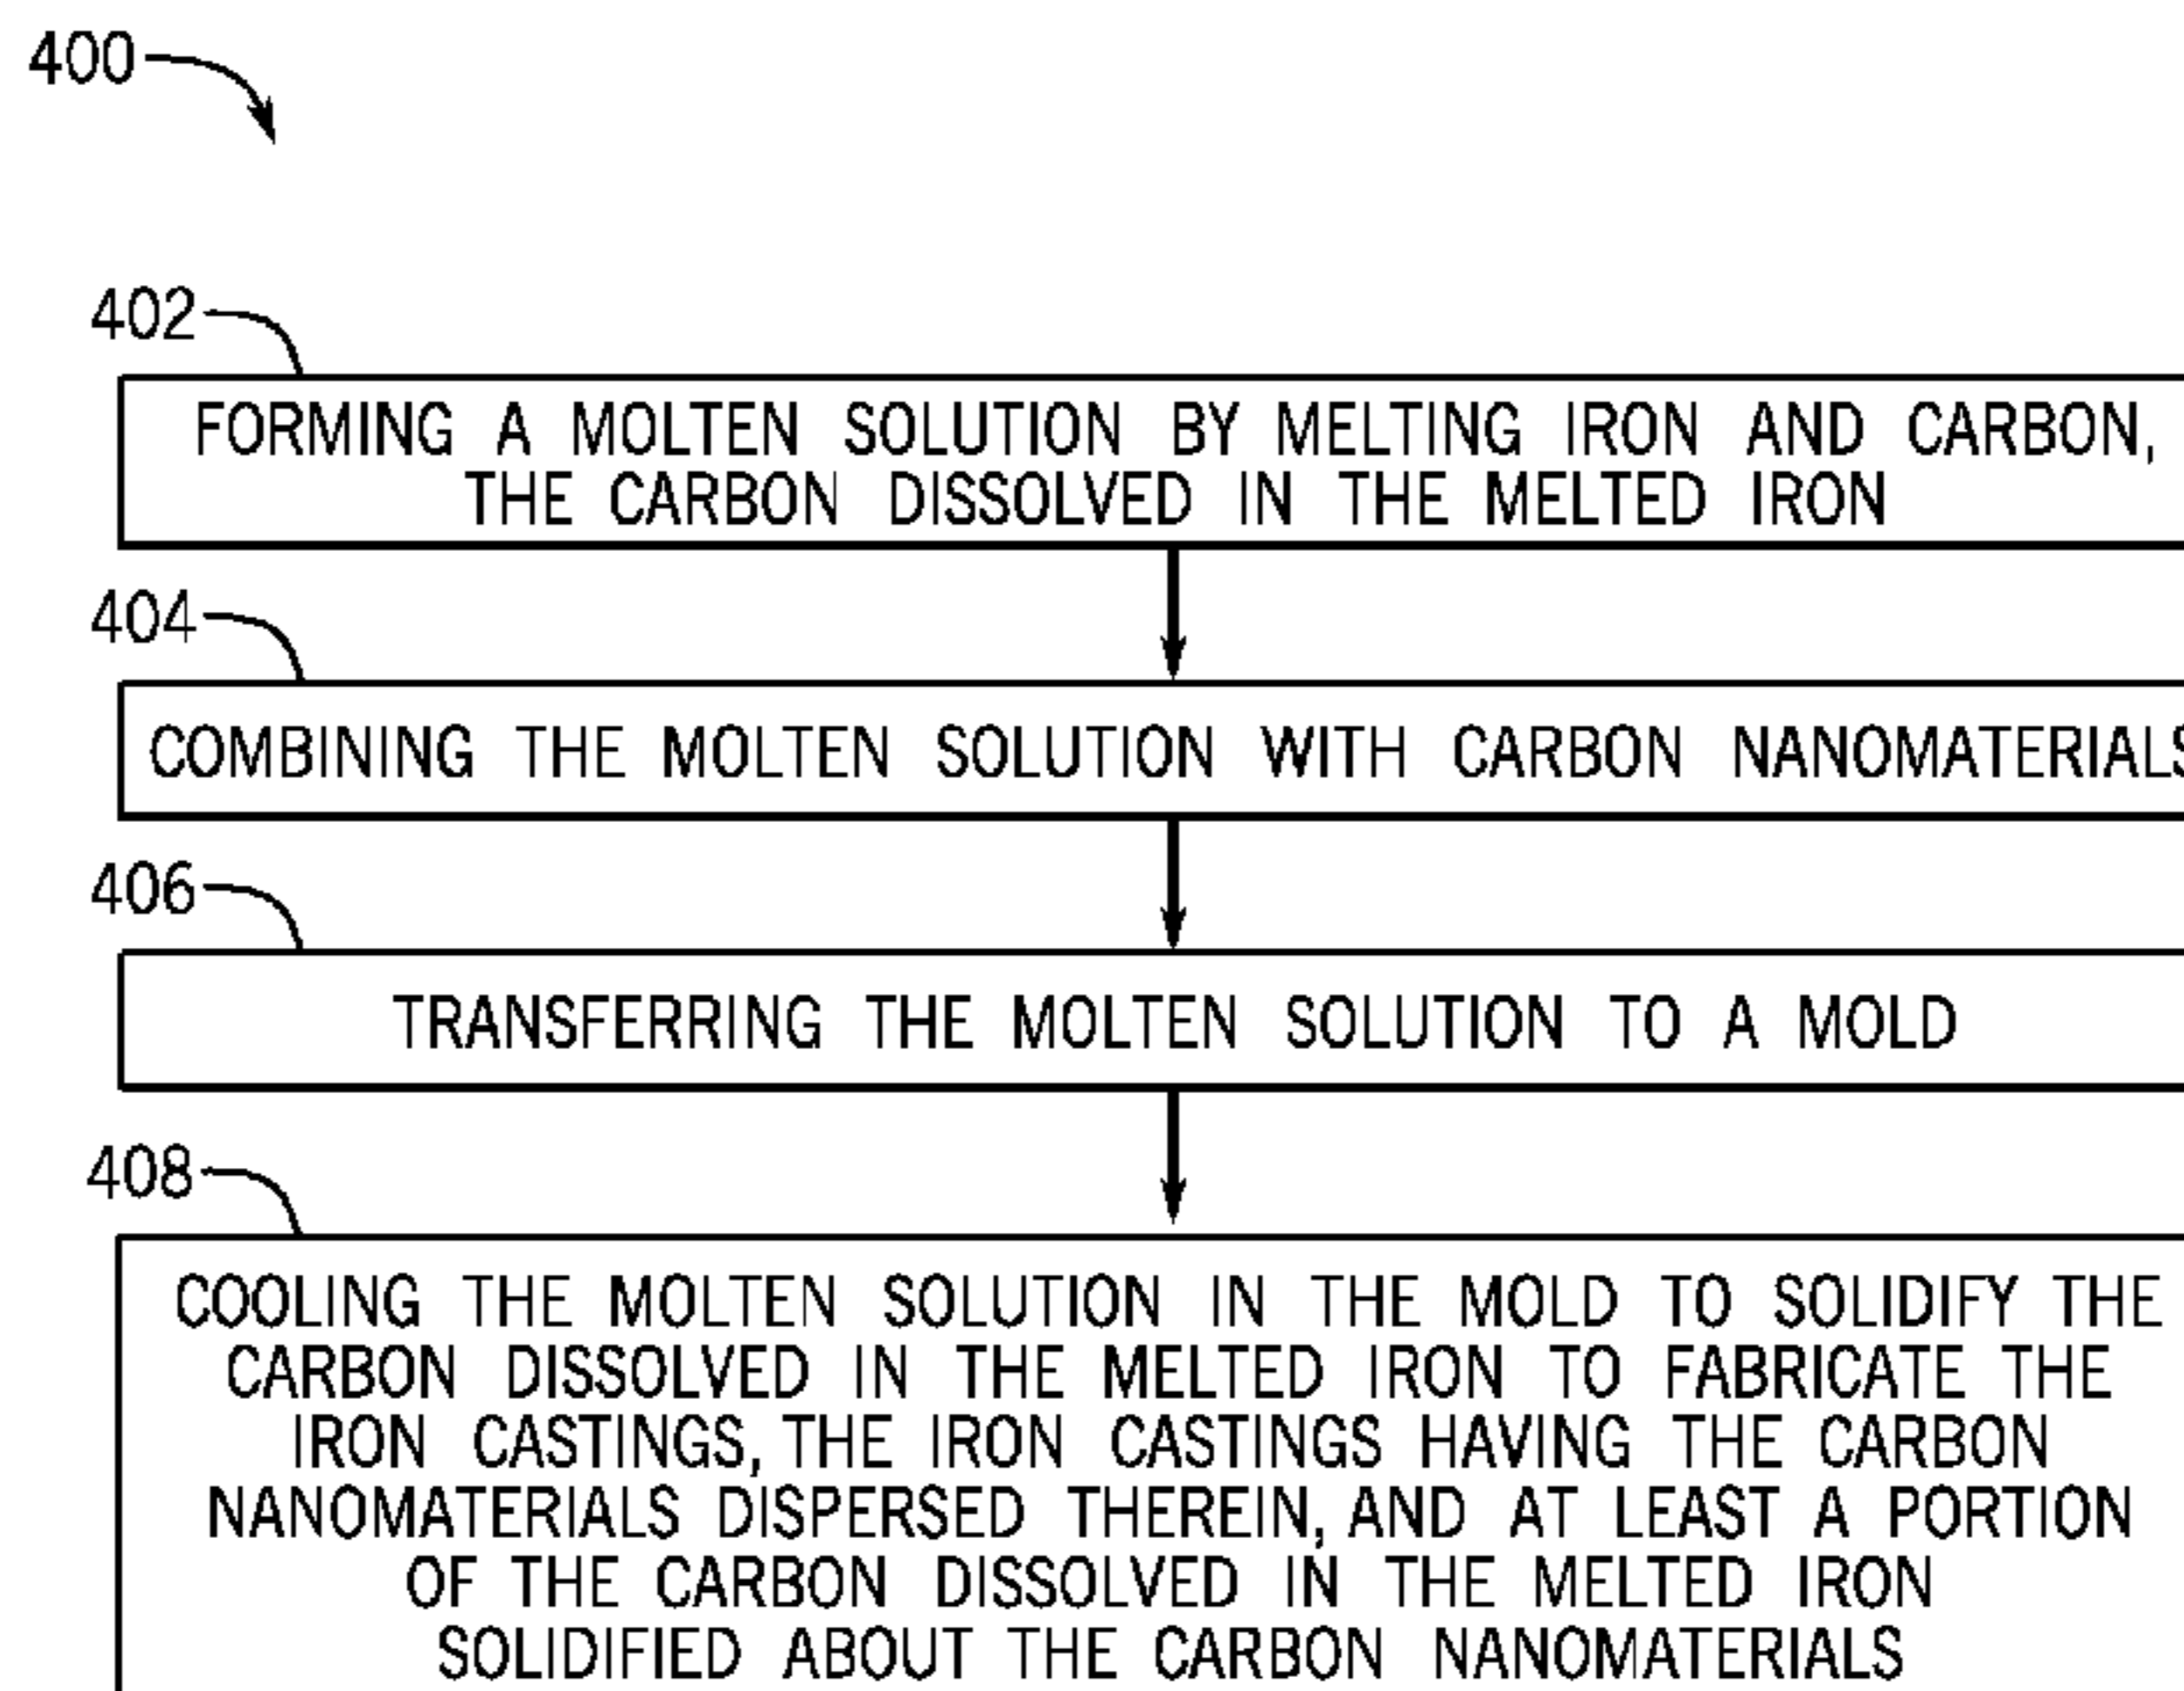 400
402
FORMING A MOLTEN SOLUTION BY MELTING IRON AND CARBON,
THE CARBON DISSOLVED IN THE MELTED IRON
404
COMBINING THE MOLTEN SOLUTION WITH CARBON NANOMATERIALS
406
TRANSFERRING THE MOLTEN SOLUTION TO A MOLD
408
COOLING THE MOLTEN SOLUTION IN THE MOLD TO SOLIDIFY THE
CARBON DISSOLVED IN THE MELTED IRON TO FABRICATE THE
IRON CASTINGS, THE IRON CASTINGS HAVING THE CARBON
NANOMATERIALS DISPERSED THEREIN, AND AT LEAST A PORTION
OF THE CARBON DISSOLVED IN THE MELTED IRON
SOLIDIFIED ABOUT THE CARBON NANOMATERIALS